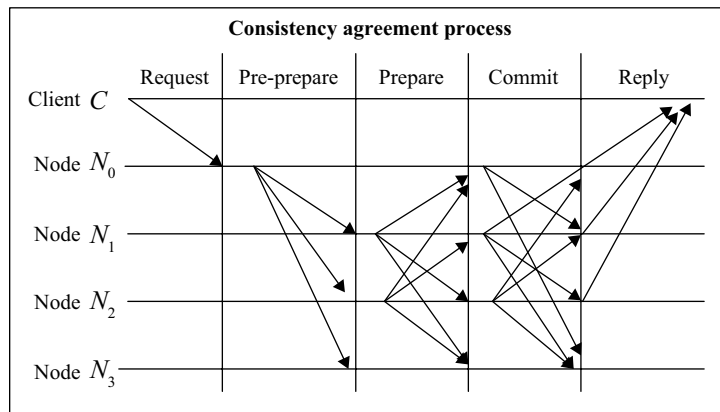 Consistency agreement process
Request Pre-prepare Prepare Commit Reply
Client C
Node N₀
Node N₁
Node N₂
Node N₃